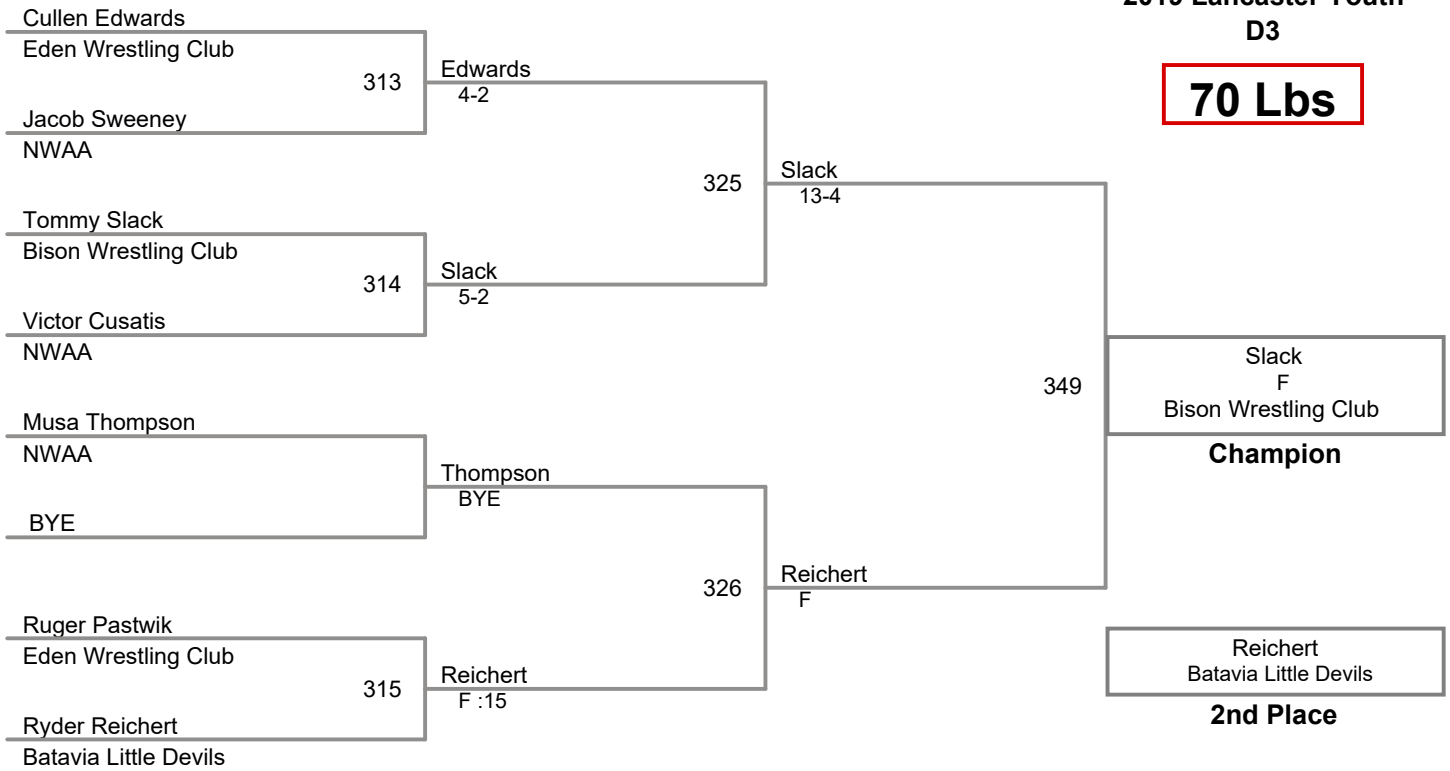 2019 Lancaster Youth
D3
70 Lbs
Cullen Edwards
Eden Wrestling Club
313
Jacob Sweeney
NWAA
Edwards
4-2
Tommy Slack
Bison Wrestling Club
314
Victor Cusatis
NWAA
Slack
5-2
325
Slack
13-4
Musa Thompson
NWAA
BYE
Thompson
BYE
Ruger Pastwik
Eden Wrestling Club
315
Ryder Reichert
Batavia Little Devils
Reichert
F :15
326
Reichert
F
349
Slack
F
Bison Wrestling Club
Champion
Reichert
Batavia Little Devils
2nd Place